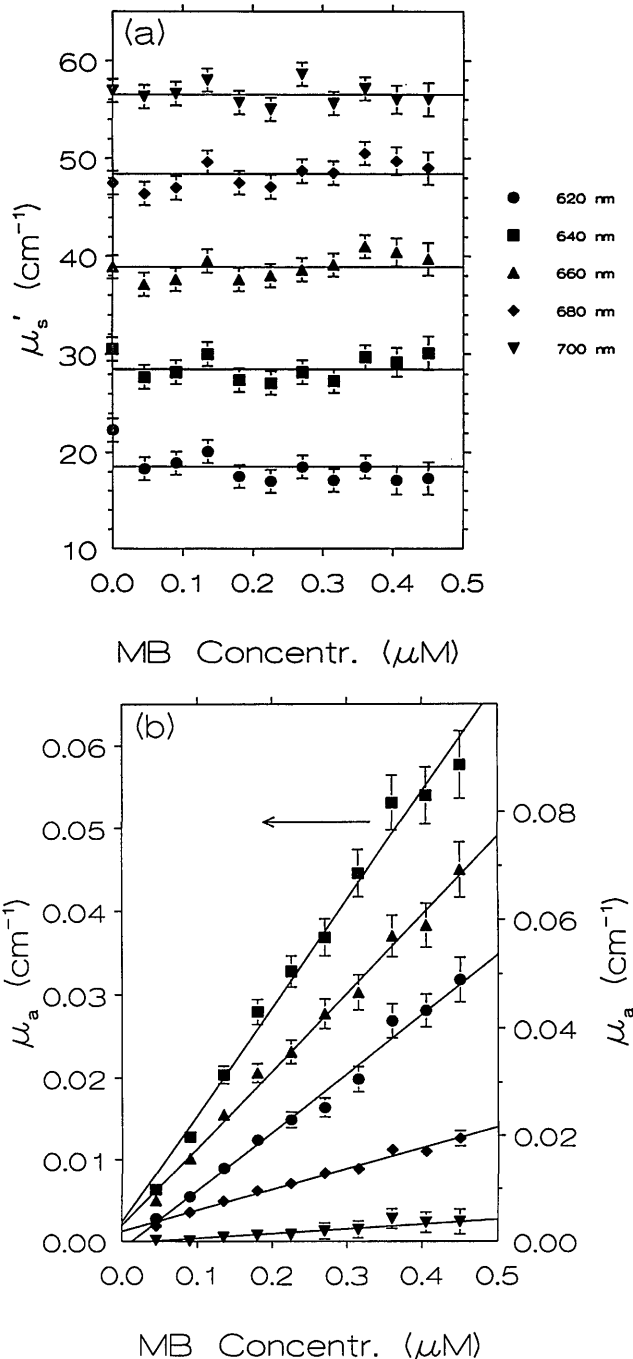 (a)
60
50
40
30
20
10
μs' (cm⁻¹)
0.0 0.1 0.2 0.3 0.4 0.5
MB Concentr. (μM)
620 nm
640 nm
660 nm
680 nm
700 nm
(b)
0.06
0.05
0.04
0.03
0.02
0.01
0.00
μa (cm⁻¹)
0.08
0.06
0.04
0.02
0.00
μa (cm⁻¹)
0.0 0.1 0.2 0.3 0.4 0.5
MB Concentr. (μM)